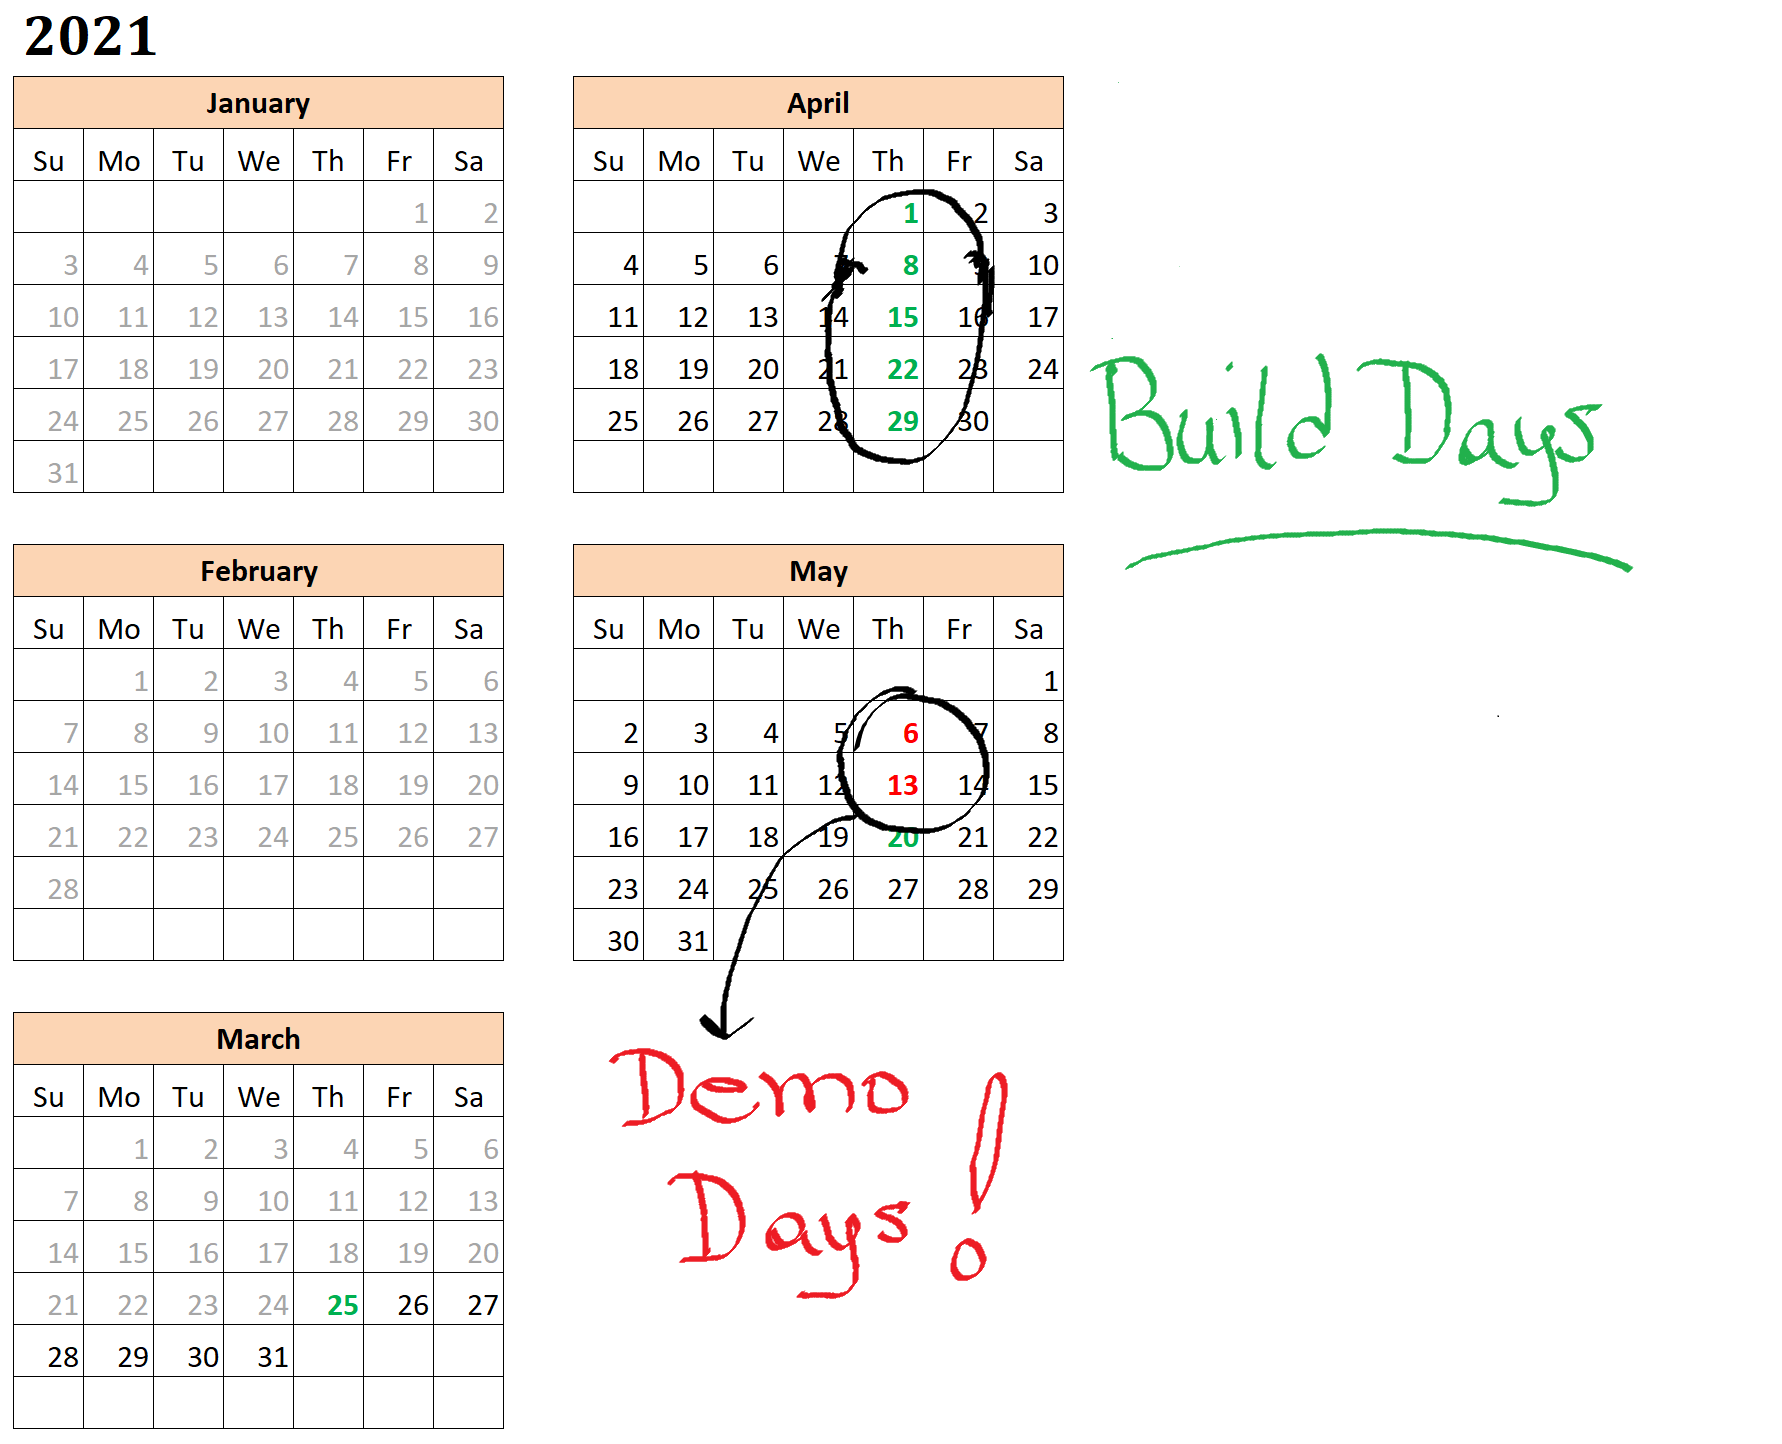 2021
January
Su Mo Tu We Th Fr Sa
1 2
3 4 5 6 7 8 9
10 11 12 13 14 15 16
17 18 19 20 21 22 23
24 25 26 27 28 29 30
31
February
Su Mo Tu We Th Fr Sa
1 2 3 4 5 6
7 8 9 10 11 12 13
14 15 16 17 18 19 20
21 22 23 24 25 26 27
28
March
Su Mo Tu We Th Fr Sa
1 2 3 4 5 6
7 8 9 10 11 12 13
14 15 16 17 18 19 20
21 22 23 24 25 26 27
28 29 30 31
April
Su Mo Tu We Th Fr Sa
1 2 3
4 5 6 7 8 9 10
11 12 13 14 15 16 17
18 19 20 21 22 23 24
25 26 27 28 29 30
May
Su Mo Tu We Th Fr Sa
1
2 3 4 5 6 7 8
9 10 11 12 13 14 15
16 17 18 19 20 21 22
23 24 25 26 27 28 29
30 31
Build Days
Demo
Days!